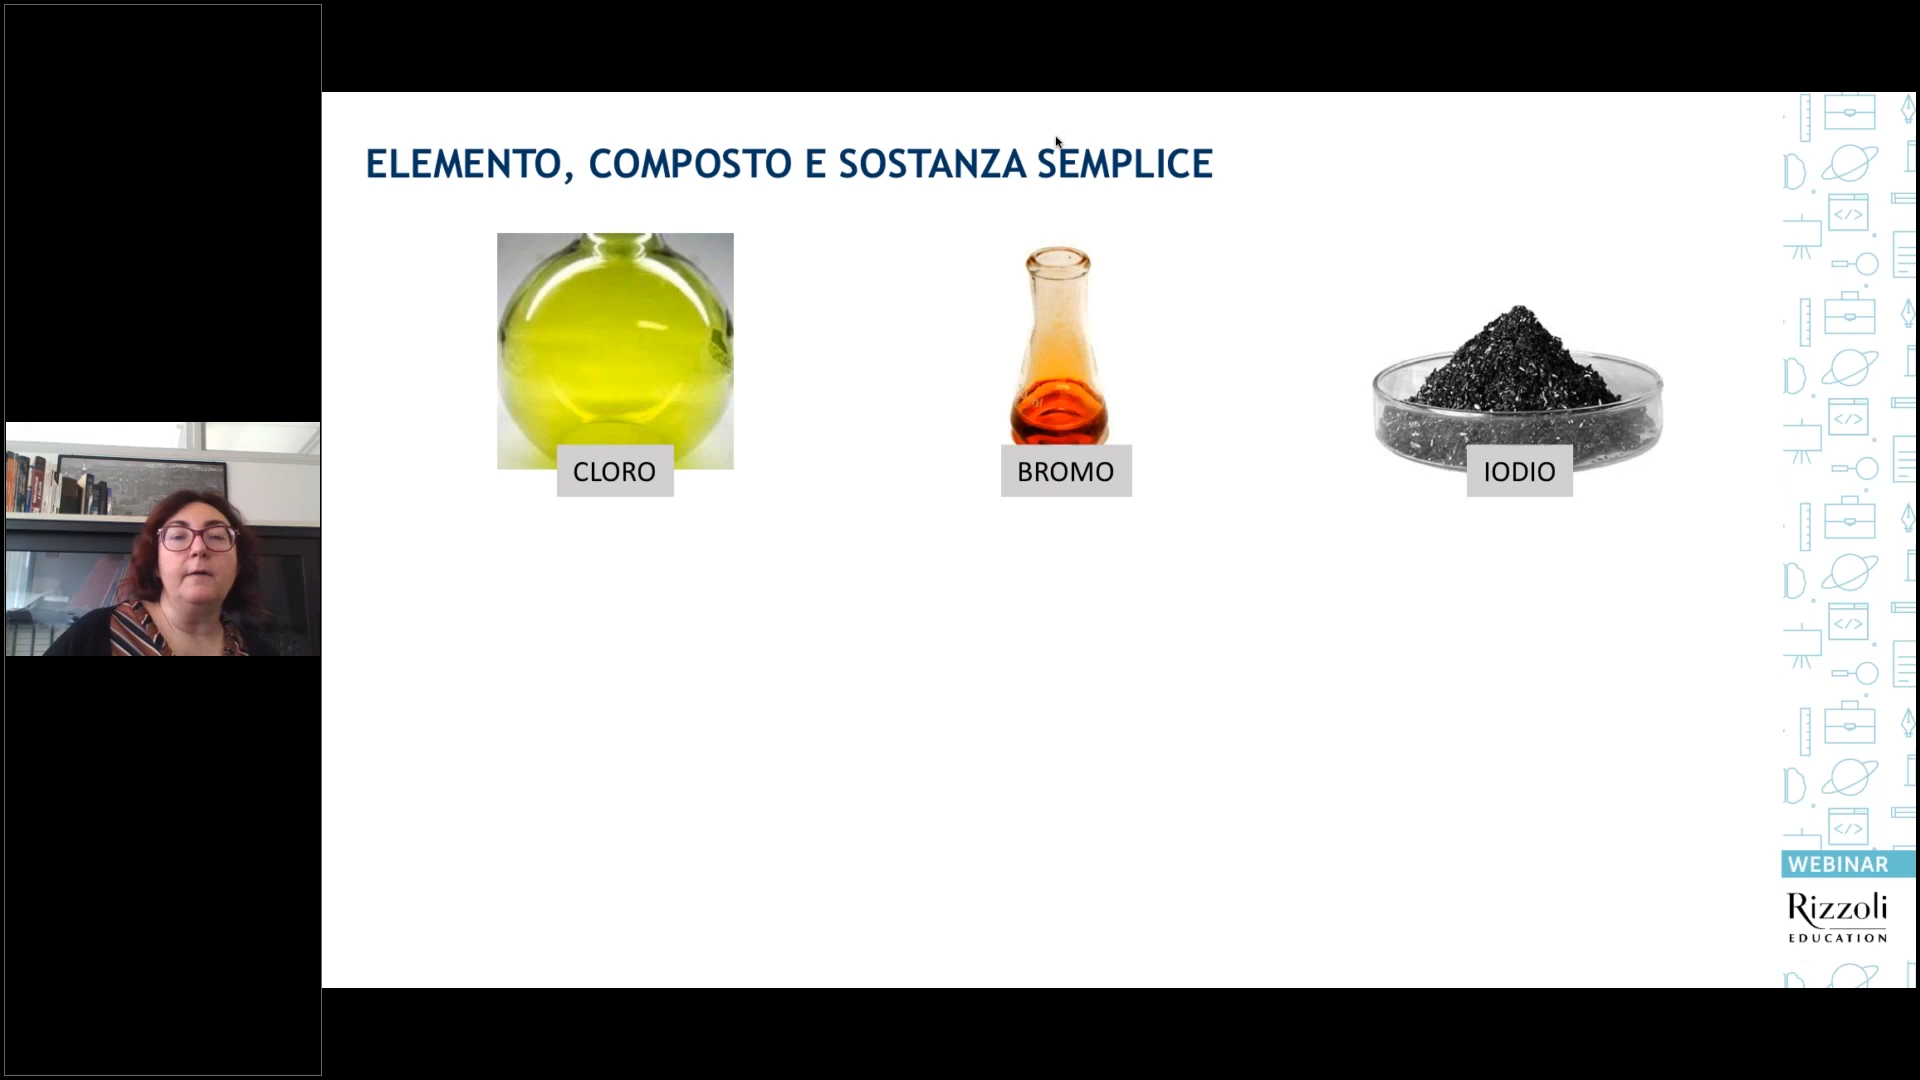 ELEMENTO, COMPOSTO E SOSTANZA SEMPLICE
CLORO
BROMO
IODIO
WEBINAR
Rizzoli
EDUCATION